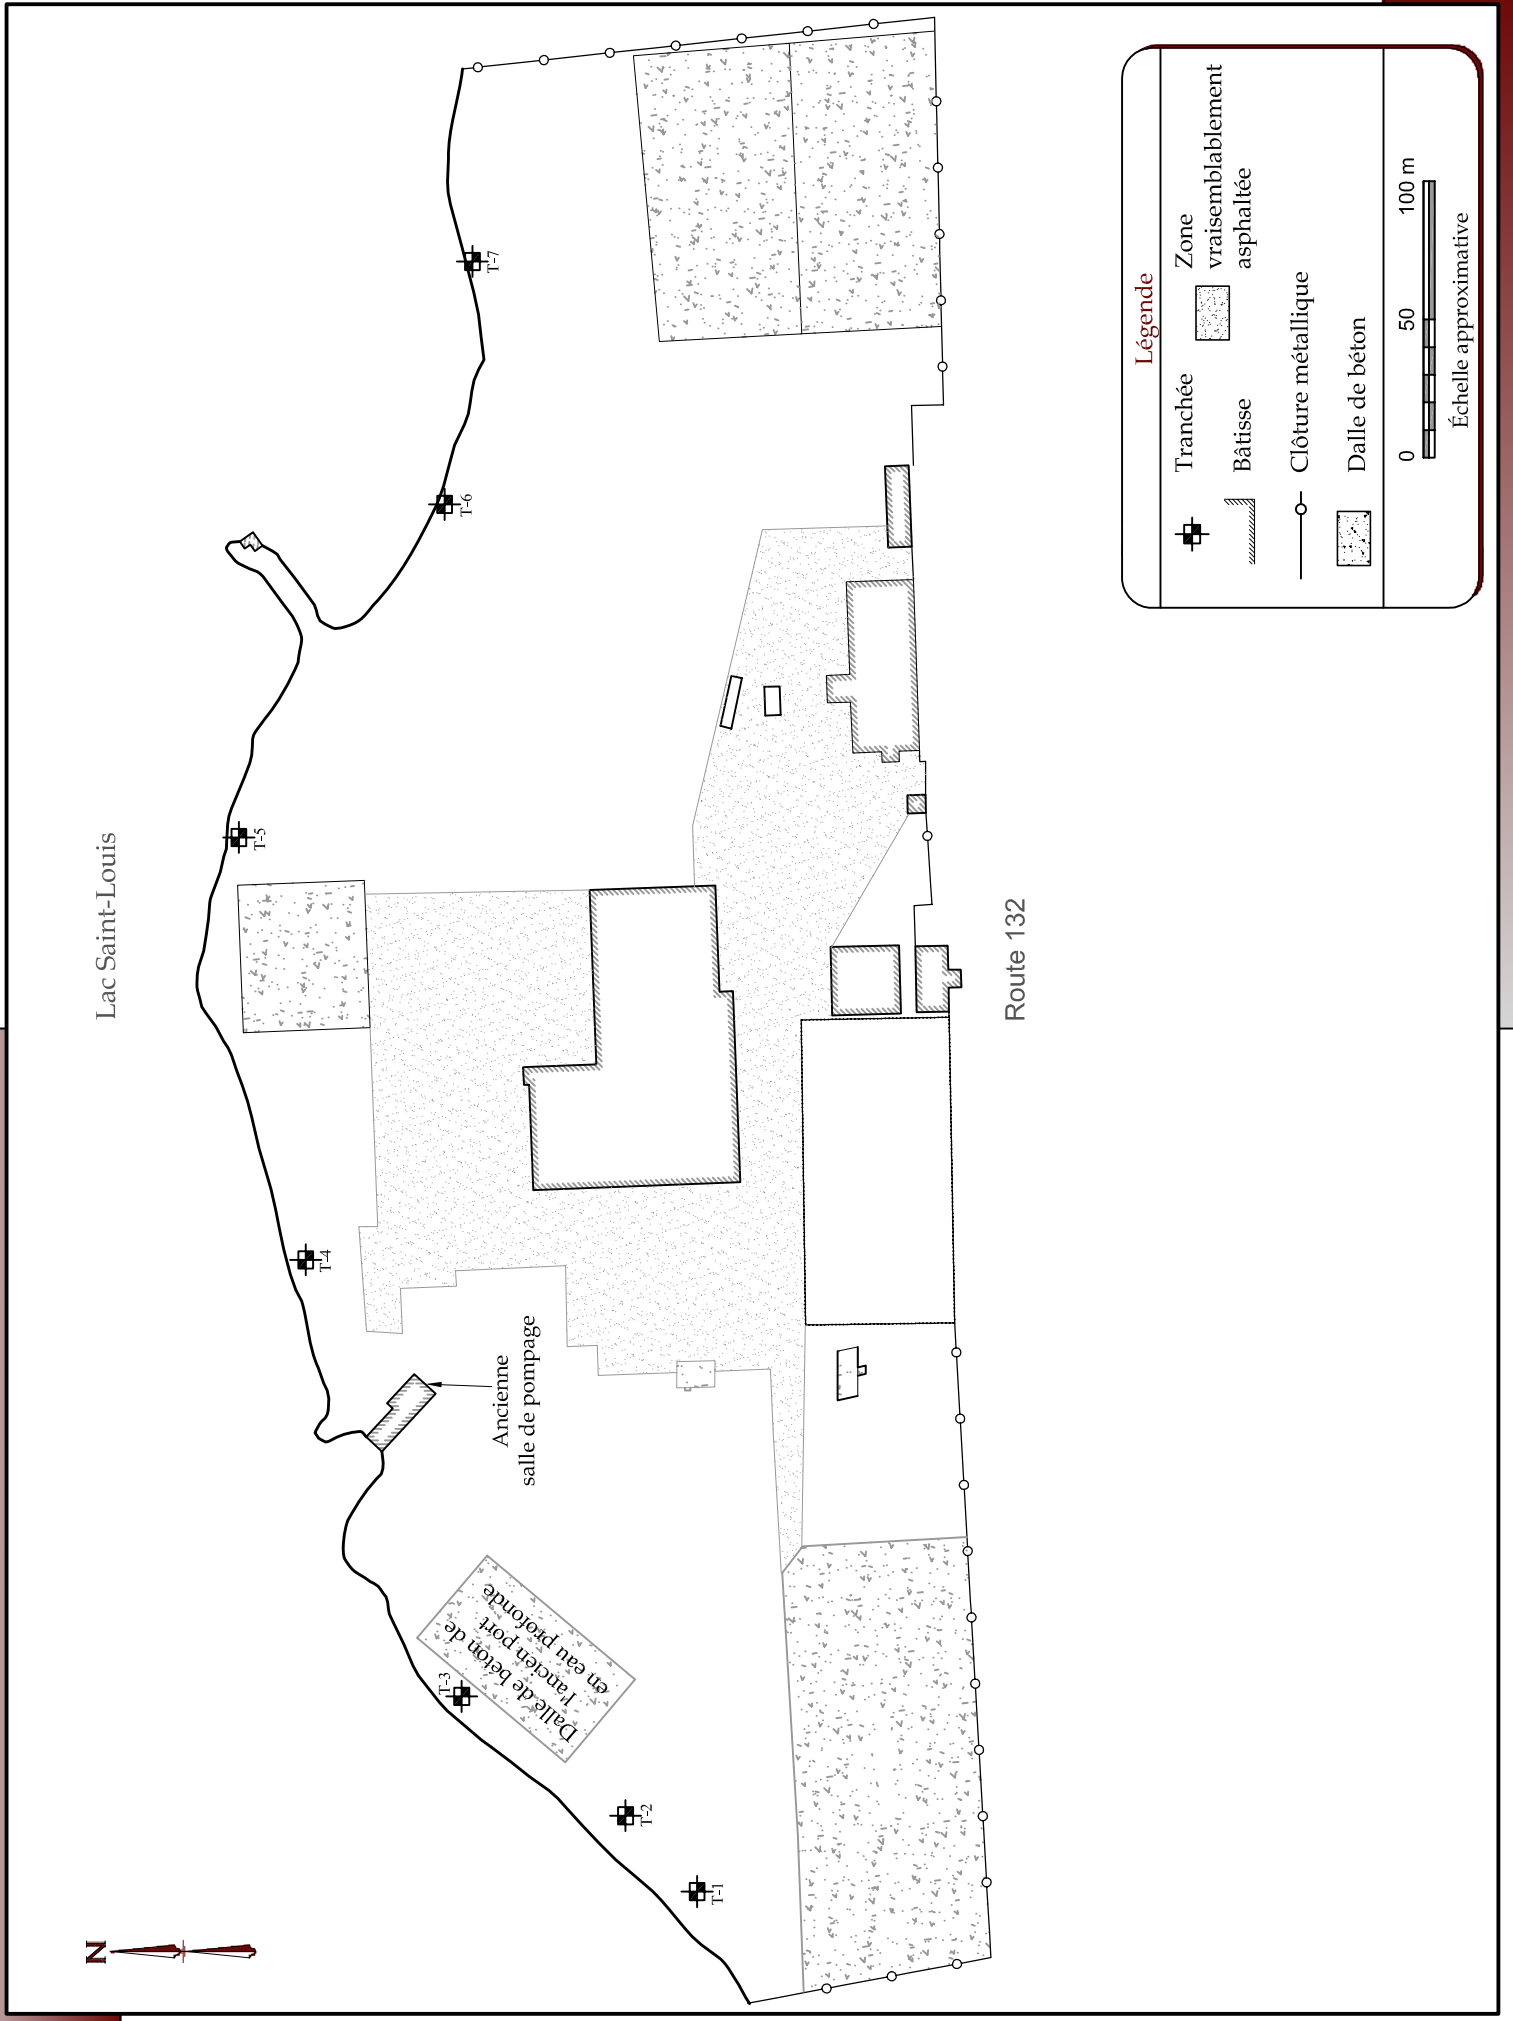 N
Lac Saint-Louis
T-1
T-2
T-3
T-4
T-5
T-6
T-7
Dalle de béton de
l'ancien port
en eau profonde
Ancienne
salle de pompage
Route 132
Légende
Tranchée
Bâtisse
Clôture métallique
Dalle de béton
Zone
vraisemblablement
asphaltée
0 50 100 m
Échelle approximative